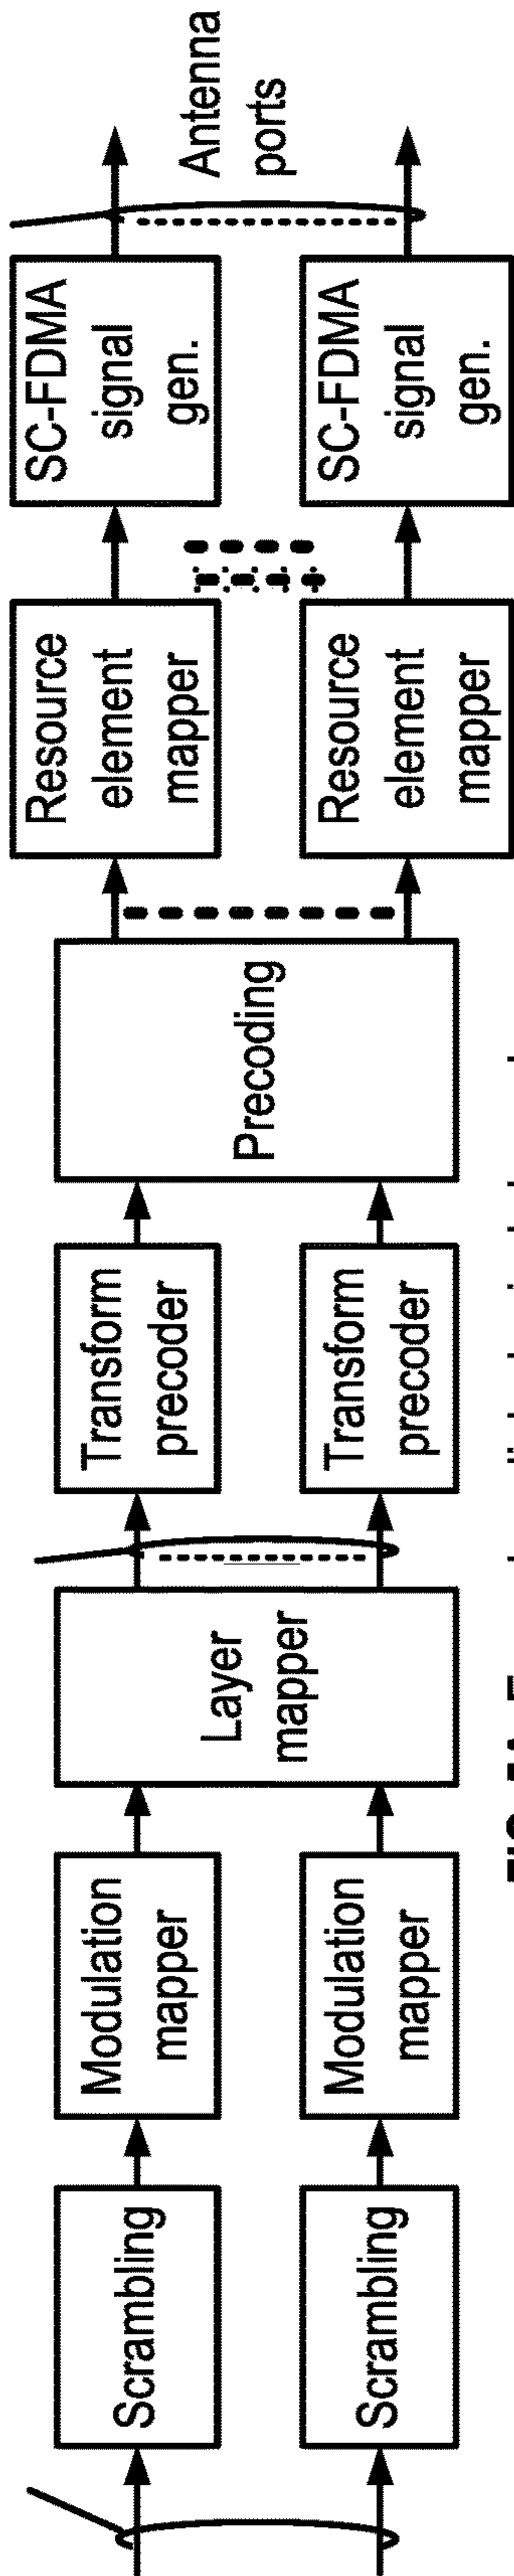 Scrambling
Scrambling
Modulation
mapper
Modulation
mapper
Layer
mapper
Transform
precoder
Transform
precoder
Precoding
Resource
element
mapper
Resource
element
mapper
SC-FDMA
signal
gen.
SC-FDMA
signal
gen.
Antenna
ports